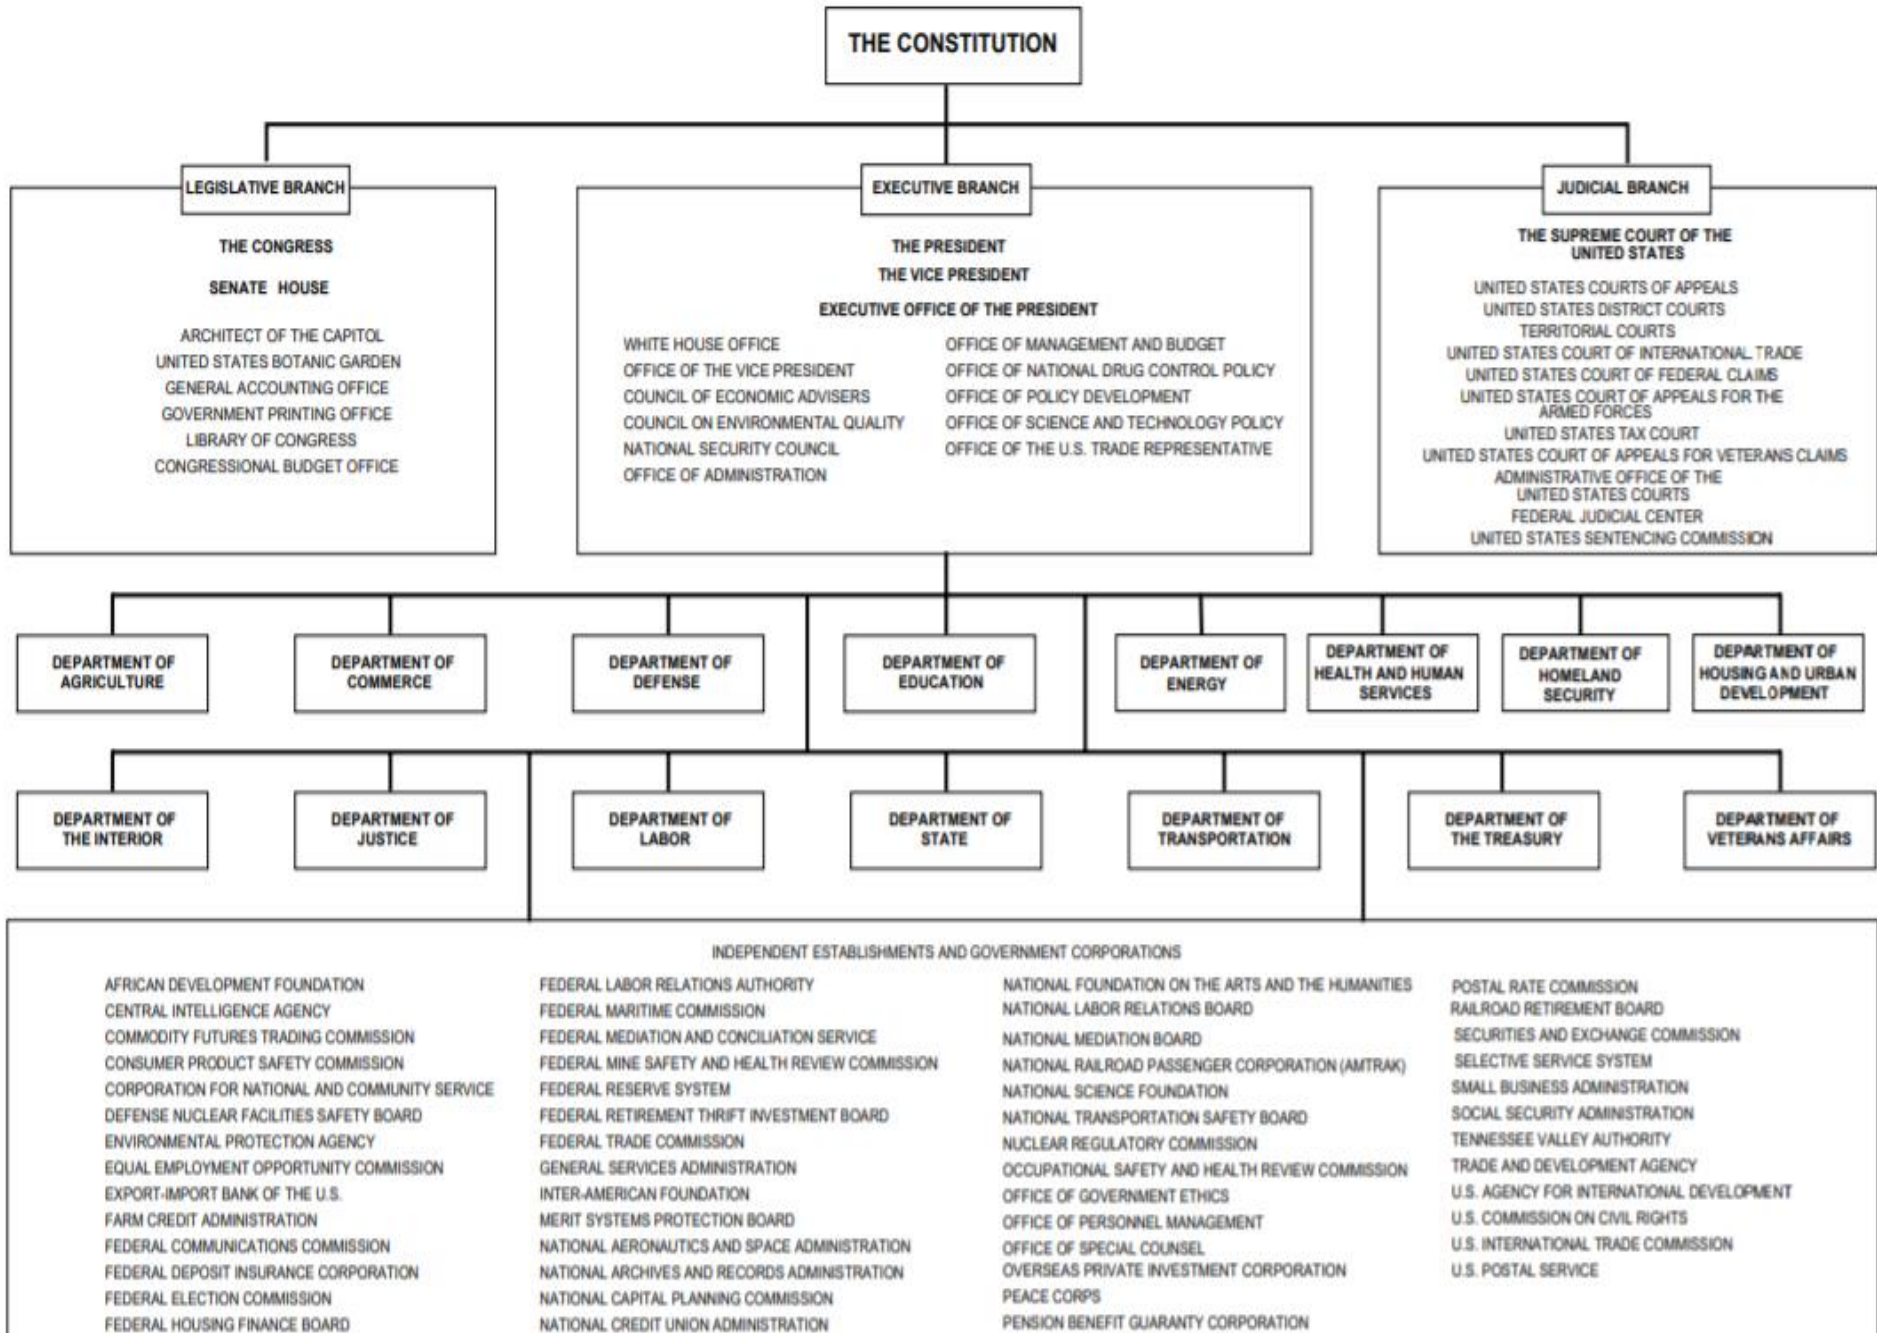 THE CONSTITUTION
LEGISLATIVE BRANCH
THE CONGRESS
SENATE HOUSE
ARCHITECT OF THE CAPITOL
UNITED STATES BOTANIC GARDEN
GENERAL ACCOUNTING OFFICE
GOVERNMENT PRINTING OFFICE
LIBRARY OF CONGRESS
CONGRESSIONAL BUDGET OFFICE
EXECUTIVE BRANCH
THE PRESIDENT
THE VICE PRESIDENT
EXECUTIVE OFFICE OF THE PRESIDENT
WHITE HOUSE OFFICE
OFFICE OF THE VICE PRESIDENT
COUNCIL OF ECONOMIC ADVISERS
COUNCIL ON ENVIRONMENTAL QUALITY
NATIONAL SECURITY COUNCIL
OFFICE OF ADMINISTRATION
OFFICE OF MANAGEMENT AND BUDGET
OFFICE OF NATIONAL DRUG CONTROL POLICY
OFFICE OF POLICY DEVELOPMENT
OFFICE OF SCIENCE AND TECHNOLOGY POLICY
OFFICE OF THE U.S. TRADE REPRESENTATIVE
JUDICIAL BRANCH
THE SUPREME COURT OF THE
UNITED STATES
UNITED STATES COURTS OF APPEALS
UNITED STATES DISTRICT COURTS
TERRITORIAL COURTS
UNITED STATES COURT OF INTERNATIONAL TRADE
UNITED STATES COURT OF FEDERAL CLAIMS
UNITED STATES COURT OF APPEALS FOR THE
ARMED FORCES
UNITED STATES TAX COURT
UNITED STATES COURT OF APPEALS FOR VETERANS CLAIMS
ADMINISTRATIVE OFFICE OF THE
UNITED STATES COURTS
FEDERAL JUDICIAL CENTER
UNITED STATES SENTENCING COMMISSION
DEPARTMENT OF
AGRICULTURE
DEPARTMENT OF
COMMERCE
DEPARTMENT OF
DEFENSE
DEPARTMENT OF
EDUCATION
DEPARTMENT OF
ENERGY
DEPARTMENT OF
HEALTH AND HUMAN
SERVICES
DEPARTMENT OF
HOMELAND
SECURITY
DEPARTMENT OF
HOUSING AND URBAN
DEVELOPMENT
DEPARTMENT OF
THE INTERIOR
DEPARTMENT OF
JUSTICE
DEPARTMENT OF
LABOR
DEPARTMENT OF
STATE
DEPARTMENT OF
TRANSPORTATION
DEPARTMENT OF
THE TREASURY
DEPARTMENT OF
VETERANS AFFAIRS
INDEPENDENT ESTABLISHMENTS AND GOVERNMENT CORPORATIONS
AFRICAN DEVELOPMENT FOUNDATION
CENTRAL INTELLIGENCE AGENCY
COMMODITY FUTURES TRADING COMMISSION
CONSUMER PRODUCT SAFETY COMMISSION
CORPORATION FOR NATIONAL AND COMMUNITY SERVICE
DEFENSE NUCLEAR FACILITIES SAFETY BOARD
ENVIRONMENTAL PROTECTION AGENCY
EQUAL EMPLOYMENT OPPORTUNITY COMMISSION
EXPORT-IMPORT BANK OF THE U.S.
FARM CREDIT ADMINISTRATION
FEDERAL COMMUNICATIONS COMMISSION
FEDERAL DEPOSIT INSURANCE CORPORATION
FEDERAL ELECTION COMMISSION
FEDERAL HOUSING FINANCE BOARD
FEDERAL LABOR RELATIONS AUTHORITY
FEDERAL MARITIME COMMISSION
FEDERAL MEDIATION AND CONCILIATION SERVICE
FEDERAL MINE SAFETY AND HEALTH REVIEW COMMISSION
FEDERAL RESERVE SYSTEM
FEDERAL RETIREMENT THRIFT INVESTMENT BOARD
FEDERAL TRADE COMMISSION
GENERAL SERVICES ADMINISTRATION
INTER-AMERICAN FOUNDATION
MERIT SYSTEMS PROTECTION BOARD
NATIONAL AERONAUTICS AND SPACE ADMINISTRATION
NATIONAL ARCHIVES AND RECORDS ADMINISTRATION
NATIONAL CAPITAL PLANNING COMMISSION
NATIONAL CREDIT UNION ADMINISTRATION
NATIONAL FOUNDATION ON THE ARTS AND THE HUMANITIES
NATIONAL LABOR RELATIONS BOARD
NATIONAL MEDIATION BOARD
NATIONAL RAILROAD PASSENGER CORPORATION (AMTRAK)
NATIONAL SCIENCE FOUNDATION
NATIONAL TRANSPORTATION SAFETY BOARD
NUCLEAR REGULATORY COMMISSION
OCCUPATIONAL SAFETY AND HEALTH REVIEW COMMISSION
OFFICE OF GOVERNMENT ETHICS
OFFICE OF PERSONNEL MANAGEMENT
OFFICE OF SPECIAL COUNSEL
OVERSEAS PRIVATE INVESTMENT CORPORATION
PEACE CORPS
PENSION BENEFIT GUARANTY CORPORATION
POSTAL RATE COMMISSION
RAILROAD RETIREMENT BOARD
SECURITIES AND EXCHANGE COMMISSION
SELECTIVE SERVICE SYSTEM
SMALL BUSINESS ADMINISTRATION
SOCIAL SECURITY ADMINISTRATION
TENNESSEE VALLEY AUTHORITY
TRADE AND DEVELOPMENT AGENCY
U.S. AGENCY FOR INTERNATIONAL DEVELOPMENT
U.S. COMMISSION ON CIVIL RIGHTS
U.S. INTERNATIONAL TRADE COMMISSION
U.S. POSTAL SERVICE